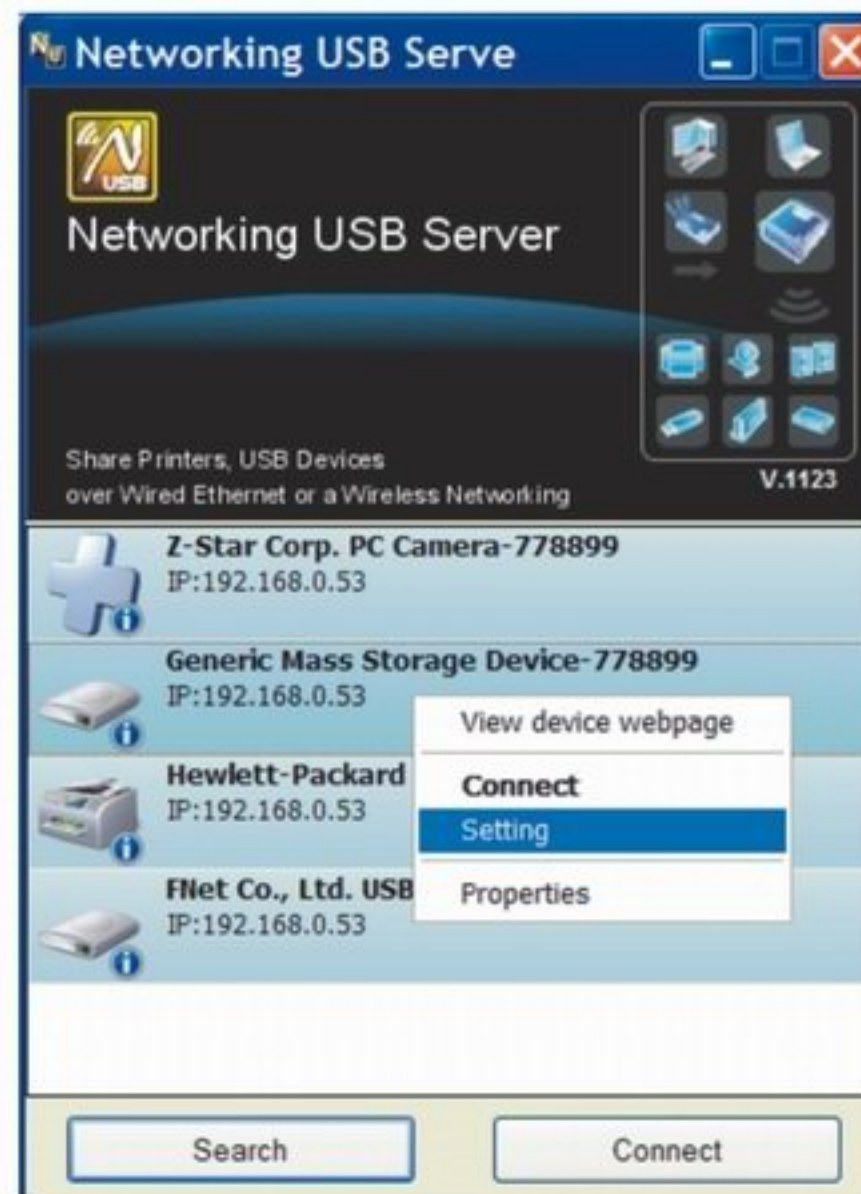 Networking USB Serve
USB
Networking USB Server
Share Printers, USB Devices
over Wired Ethernet or a Wireless Networking
V.1123
Z-Star Corp. PC Camera-778899
IP:192.168.0.53
Generic Mass Storage Device-778899
IP:192.168.0.53
View device webpage
Hewlett-Packard
IP:192.168.0.53
Connect
Setting
FNet Co., Ltd. USB
IP:192.168.0.53
Properties
Search
Connect